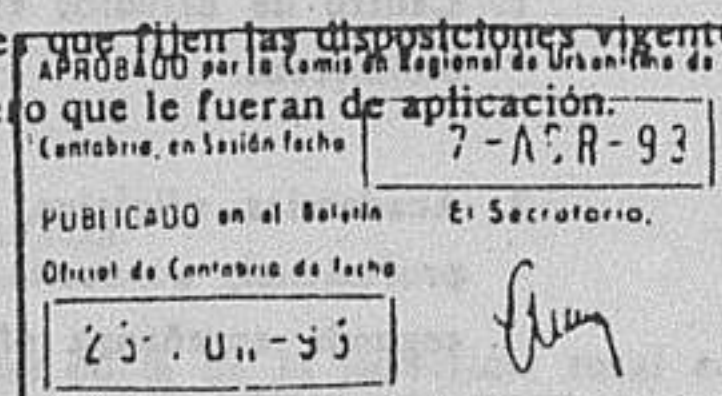 que fijen las disposiciones vigent
APROBADO por la Comisión Regional de Urbanismo de
o que le fueran de aplicación.
Cantabria, en Sesión fecha 7-ABR-93
PUBLICADO en el Boletín El Secretario,
Oficial de Cantabria de fecha